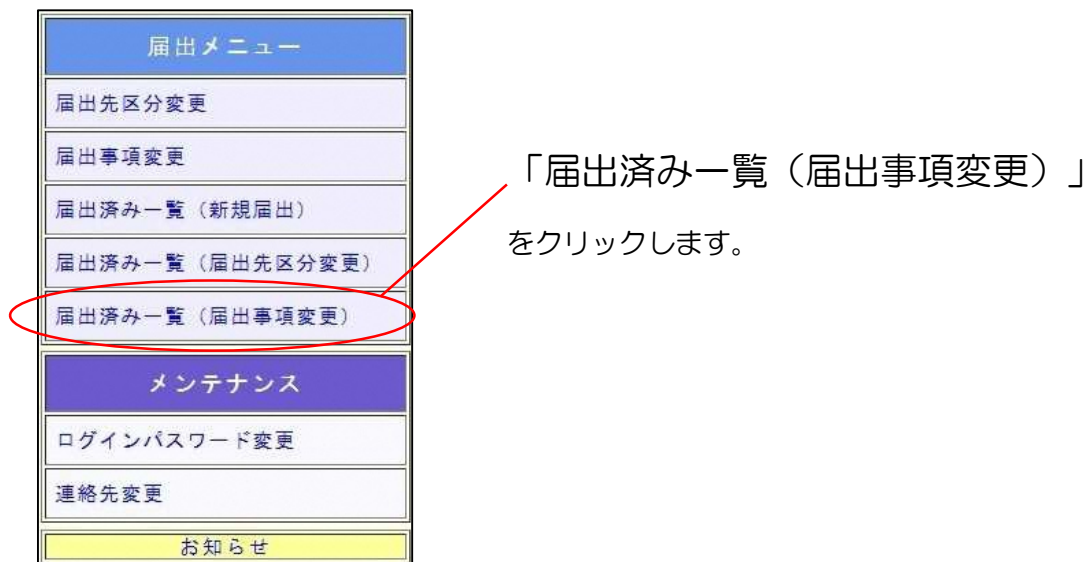 届出メニュー
届出先区分変更
届出事項変更
届出済み一覧（新規届出）
届出済み一覧（届出先区分変更）
届出済み一覧（届出事項変更）
メンテナンス
ログインパスワード変更
連絡先変更
お知らせ
「届出済み一覧（届出事項変更）」
をクリックします。